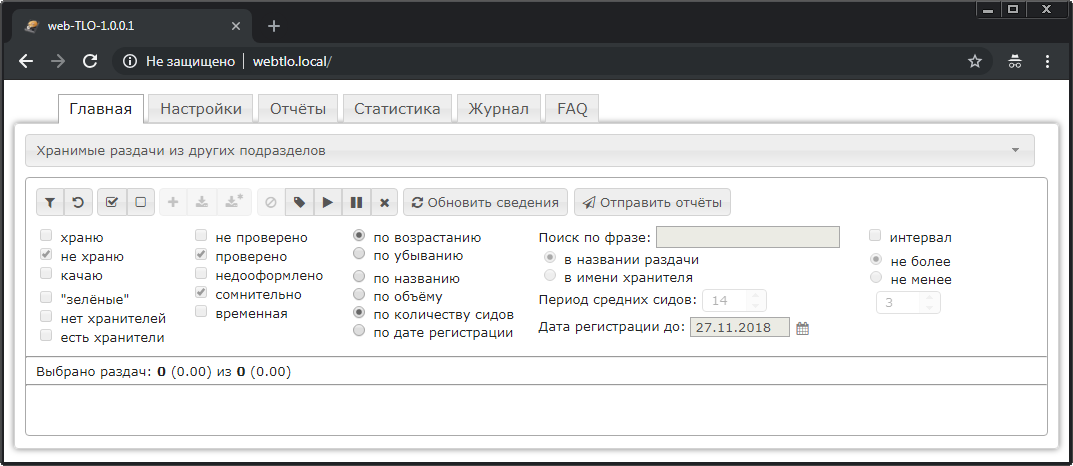 web-TLO-1.0.0.1
Не защищено webtlo.local/
Главная Настройки Отчёты Статистика Журнал FAQ
Хранимые раздачи из других подразделов
Обновить сведения Отправить отчёты
храню
не храню
качаю
"зелёные"
нет хранителей
есть хранители
не проверено
проверено
недооформлено
сомнительно
временная
по возрастанию
по убыванию
по названию
по объёму
по количеству сидов
по дате регистрации
Поиск по фразе:
в названии раздачи
в имени хранителя
Период средних сидов: 14
Дата регистрации до: 27.11.2018
интервал
не более
не менее
3
Выбрано раздач: 0 (0.00) из 0 (0.00)